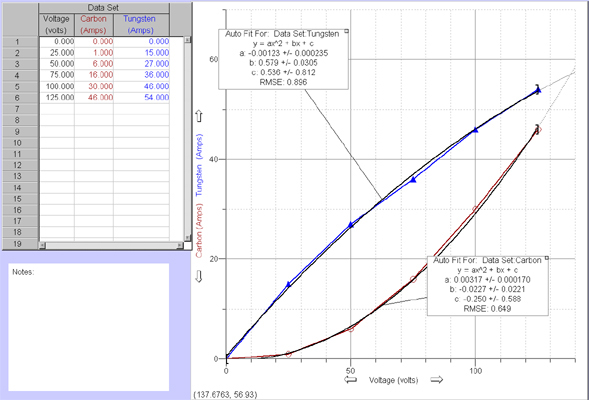 Data Set
Voltage Carbon Tungsten
(volts) (Amps) (Amps)
1 0.000 0.000 0.000
2 25.000 1.000 15.000
3 50.000 6.000 27.000
4 75.000 16.000 36.000
5 100.000 30.000 46.000
6 125.000 46.000 54.000
7
8
9
10
11
12
13
14
15
16
17
18
19
Notes:
Auto Fit For: Data Set:Tungsten
y = ax^2 + bx + c
a: -0.00123 +/- 0.000235
b: 0.579 +/- 0.0305
c: 0.536 +/- 0.812
RMSE: 0.896
60
40
20
0
Carbon (Amps) Tungsten (Amps)
Auto Fit For: Data Set:Carbon
y = ax^2 + bx + c
a: 0.00317 +/- 0.000170
b: -0.0227 +/- 0.0221
c: -0.250 +/- 0.588
RMSE: 0.649
0 50 100
Voltage (volts)
(137.6763, 56.93)